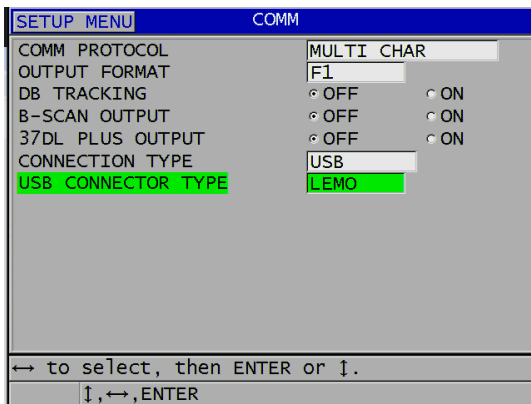 SETUP MENU COMM
COMM PROTOCOL MULTI CHAR
OUTPUT FORMAT F1
DB TRACKING OFF ON
B-SCAN OUTPUT OFF ON
37DL PLUS OUTPUT OFF ON
CONNECTION TYPE USB
USB CONNECTOR TYPE LEMO
↔ to select, then ENTER or ↕.
↕,↔,ENTER